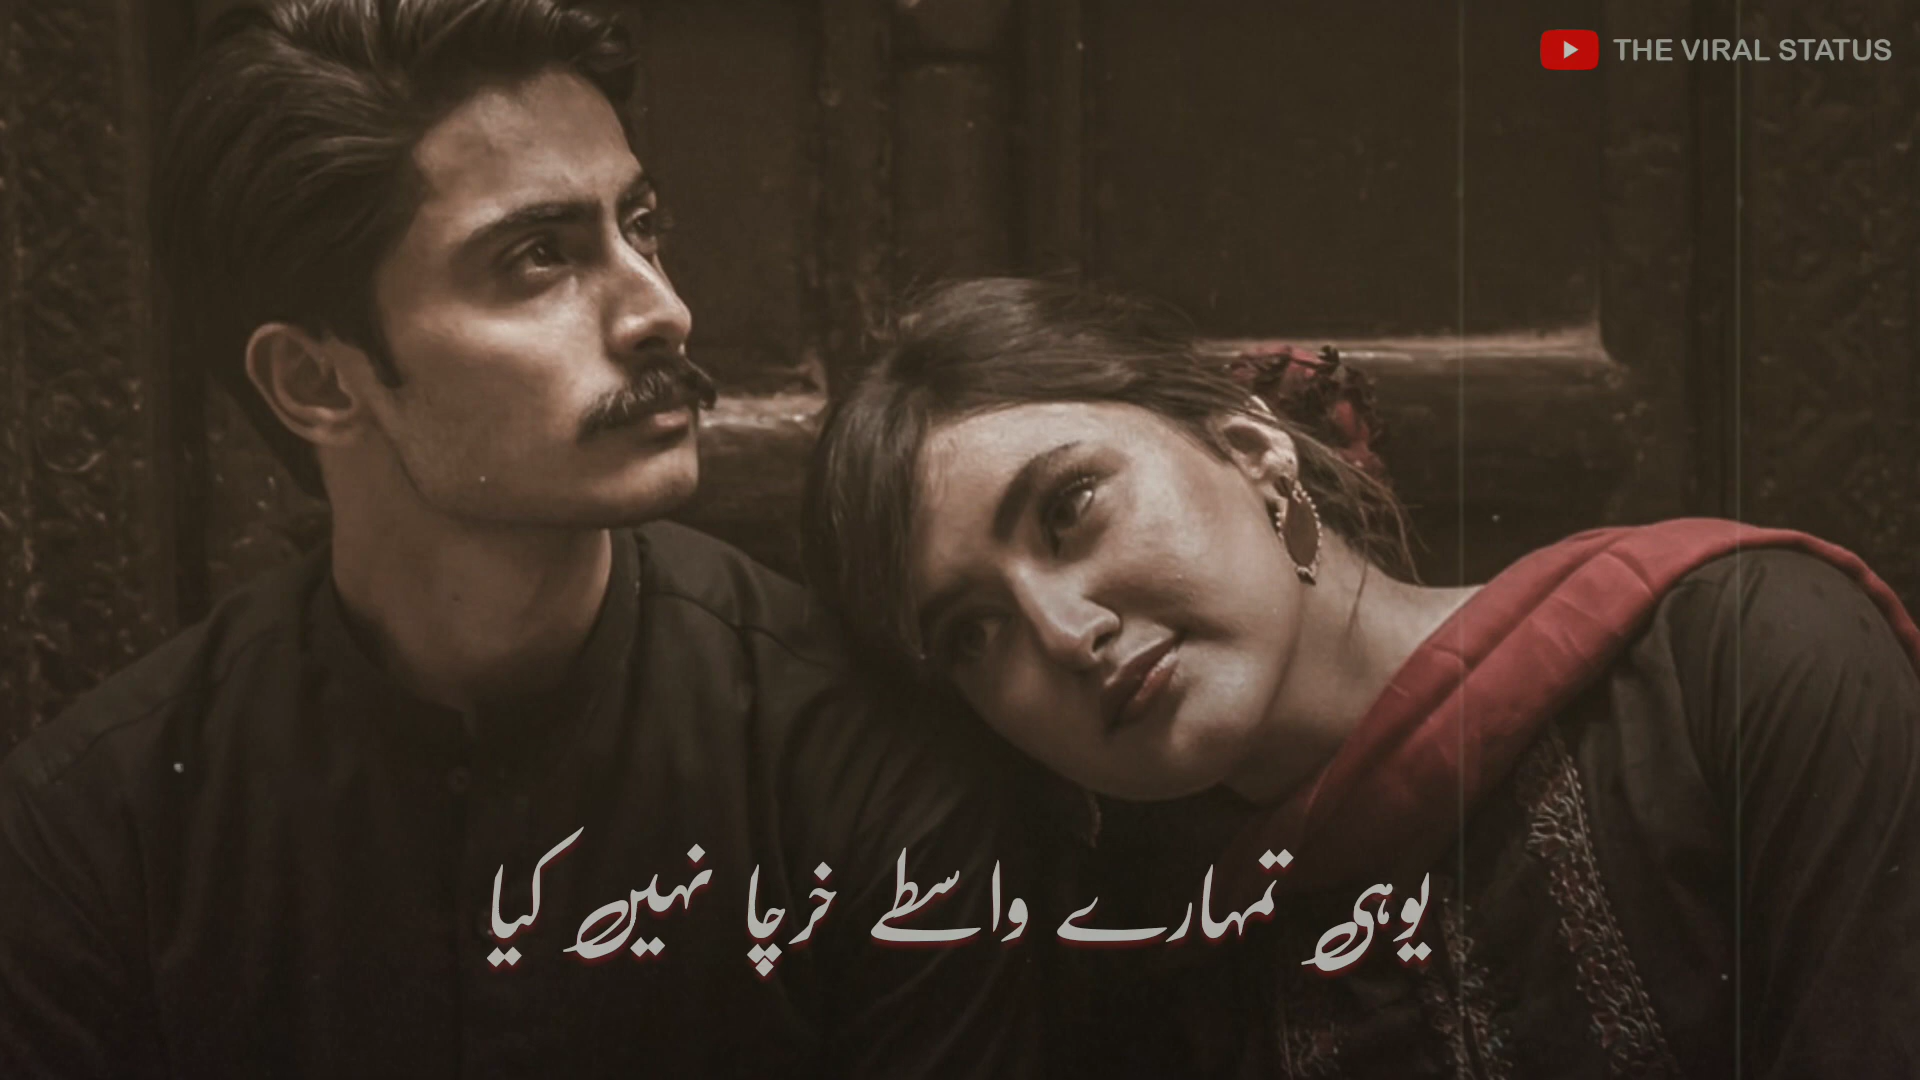 THE VIRAL STATUS
یوہی تمہارے واسطے خرچا نہیں کیا